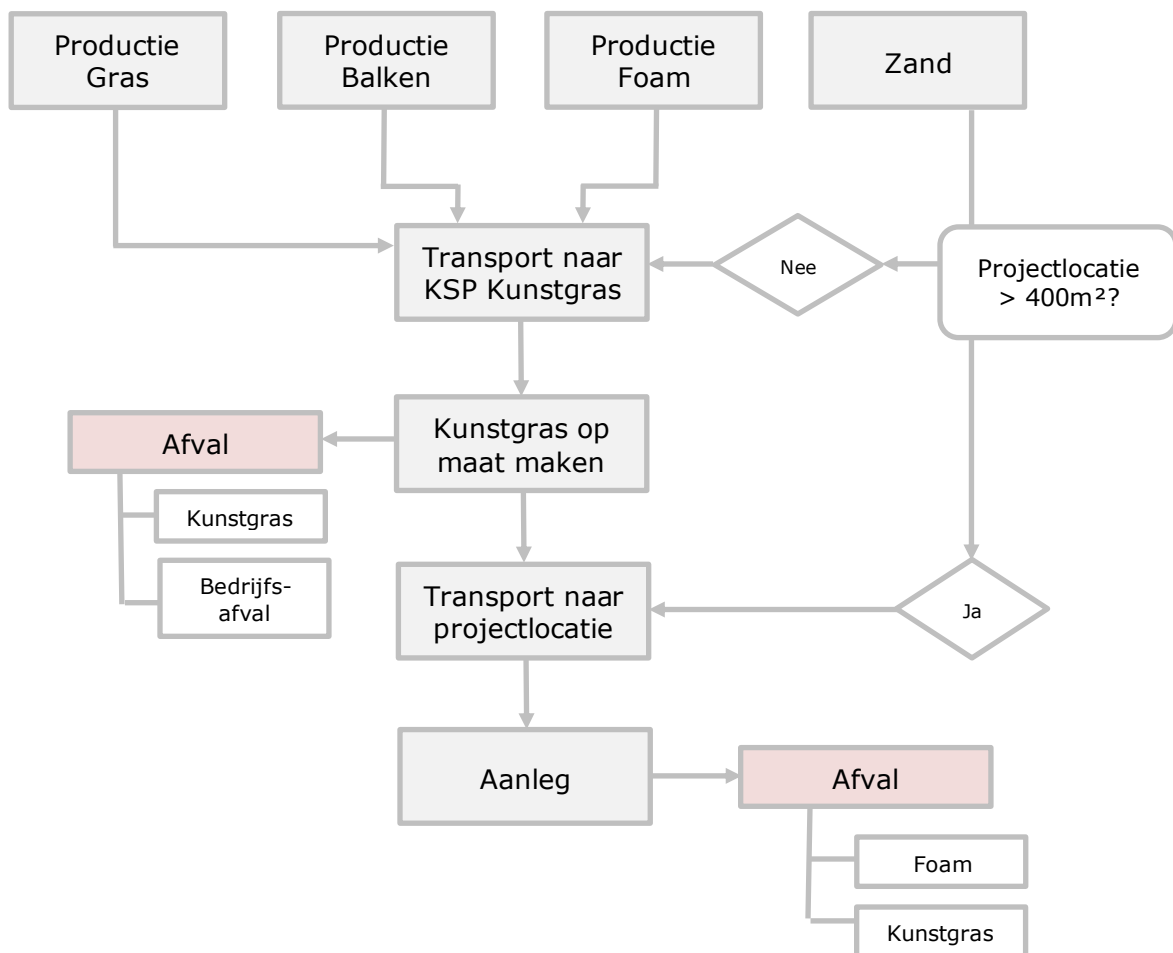 Productie
Gras
Productie
Balken
Productie
Foam
Zand
Transport naar
KSP Kunstgras
Nee
Projectlocatie
> 400m²?
Afval
Kunstgras op
maat maken
Kunstgras
Bedrijfs-
afval
Transport naar
projectlocatie
Ja
Aanleg
Afval
Foam
Kunstgras